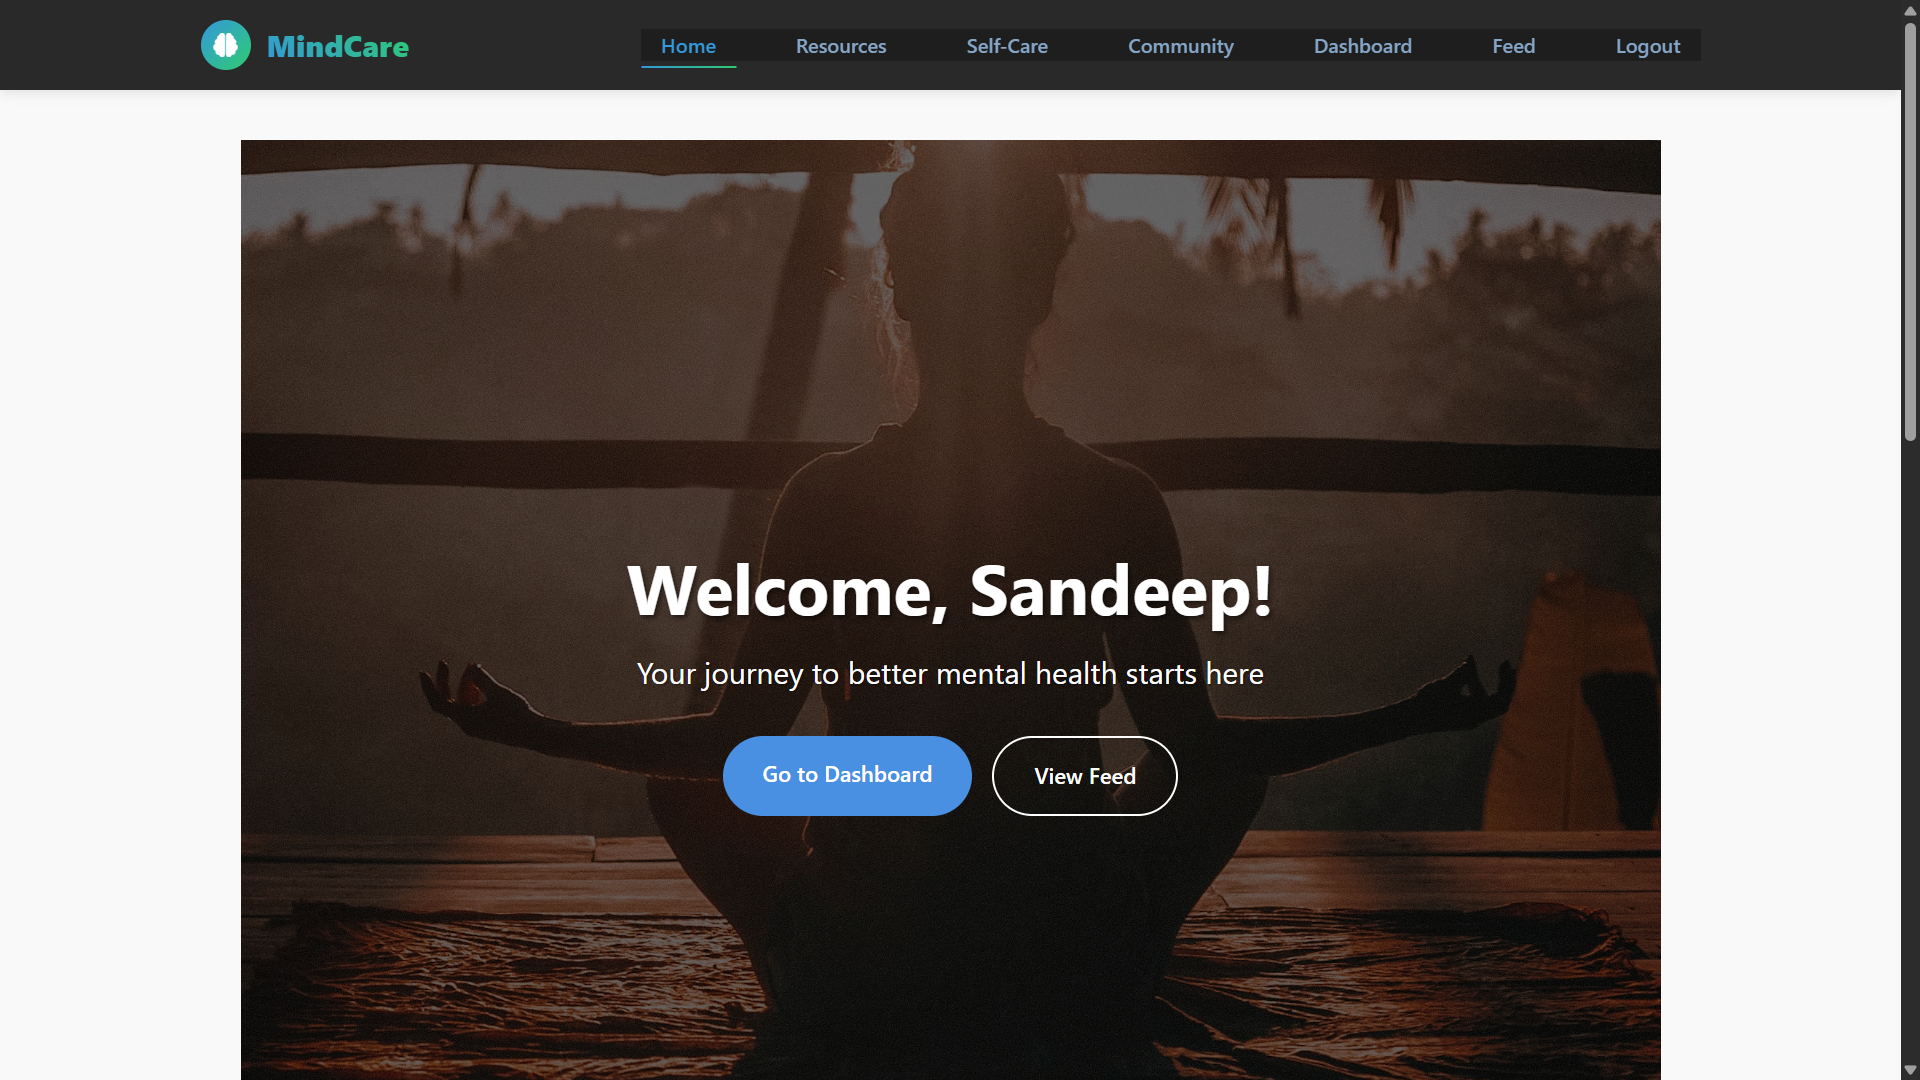 MindCare
Home Resources Self-Care Community Dashboard Feed Logout
Welcome, Sandeep!
Your journey to better mental health starts here
Go to Dashboard View Feed